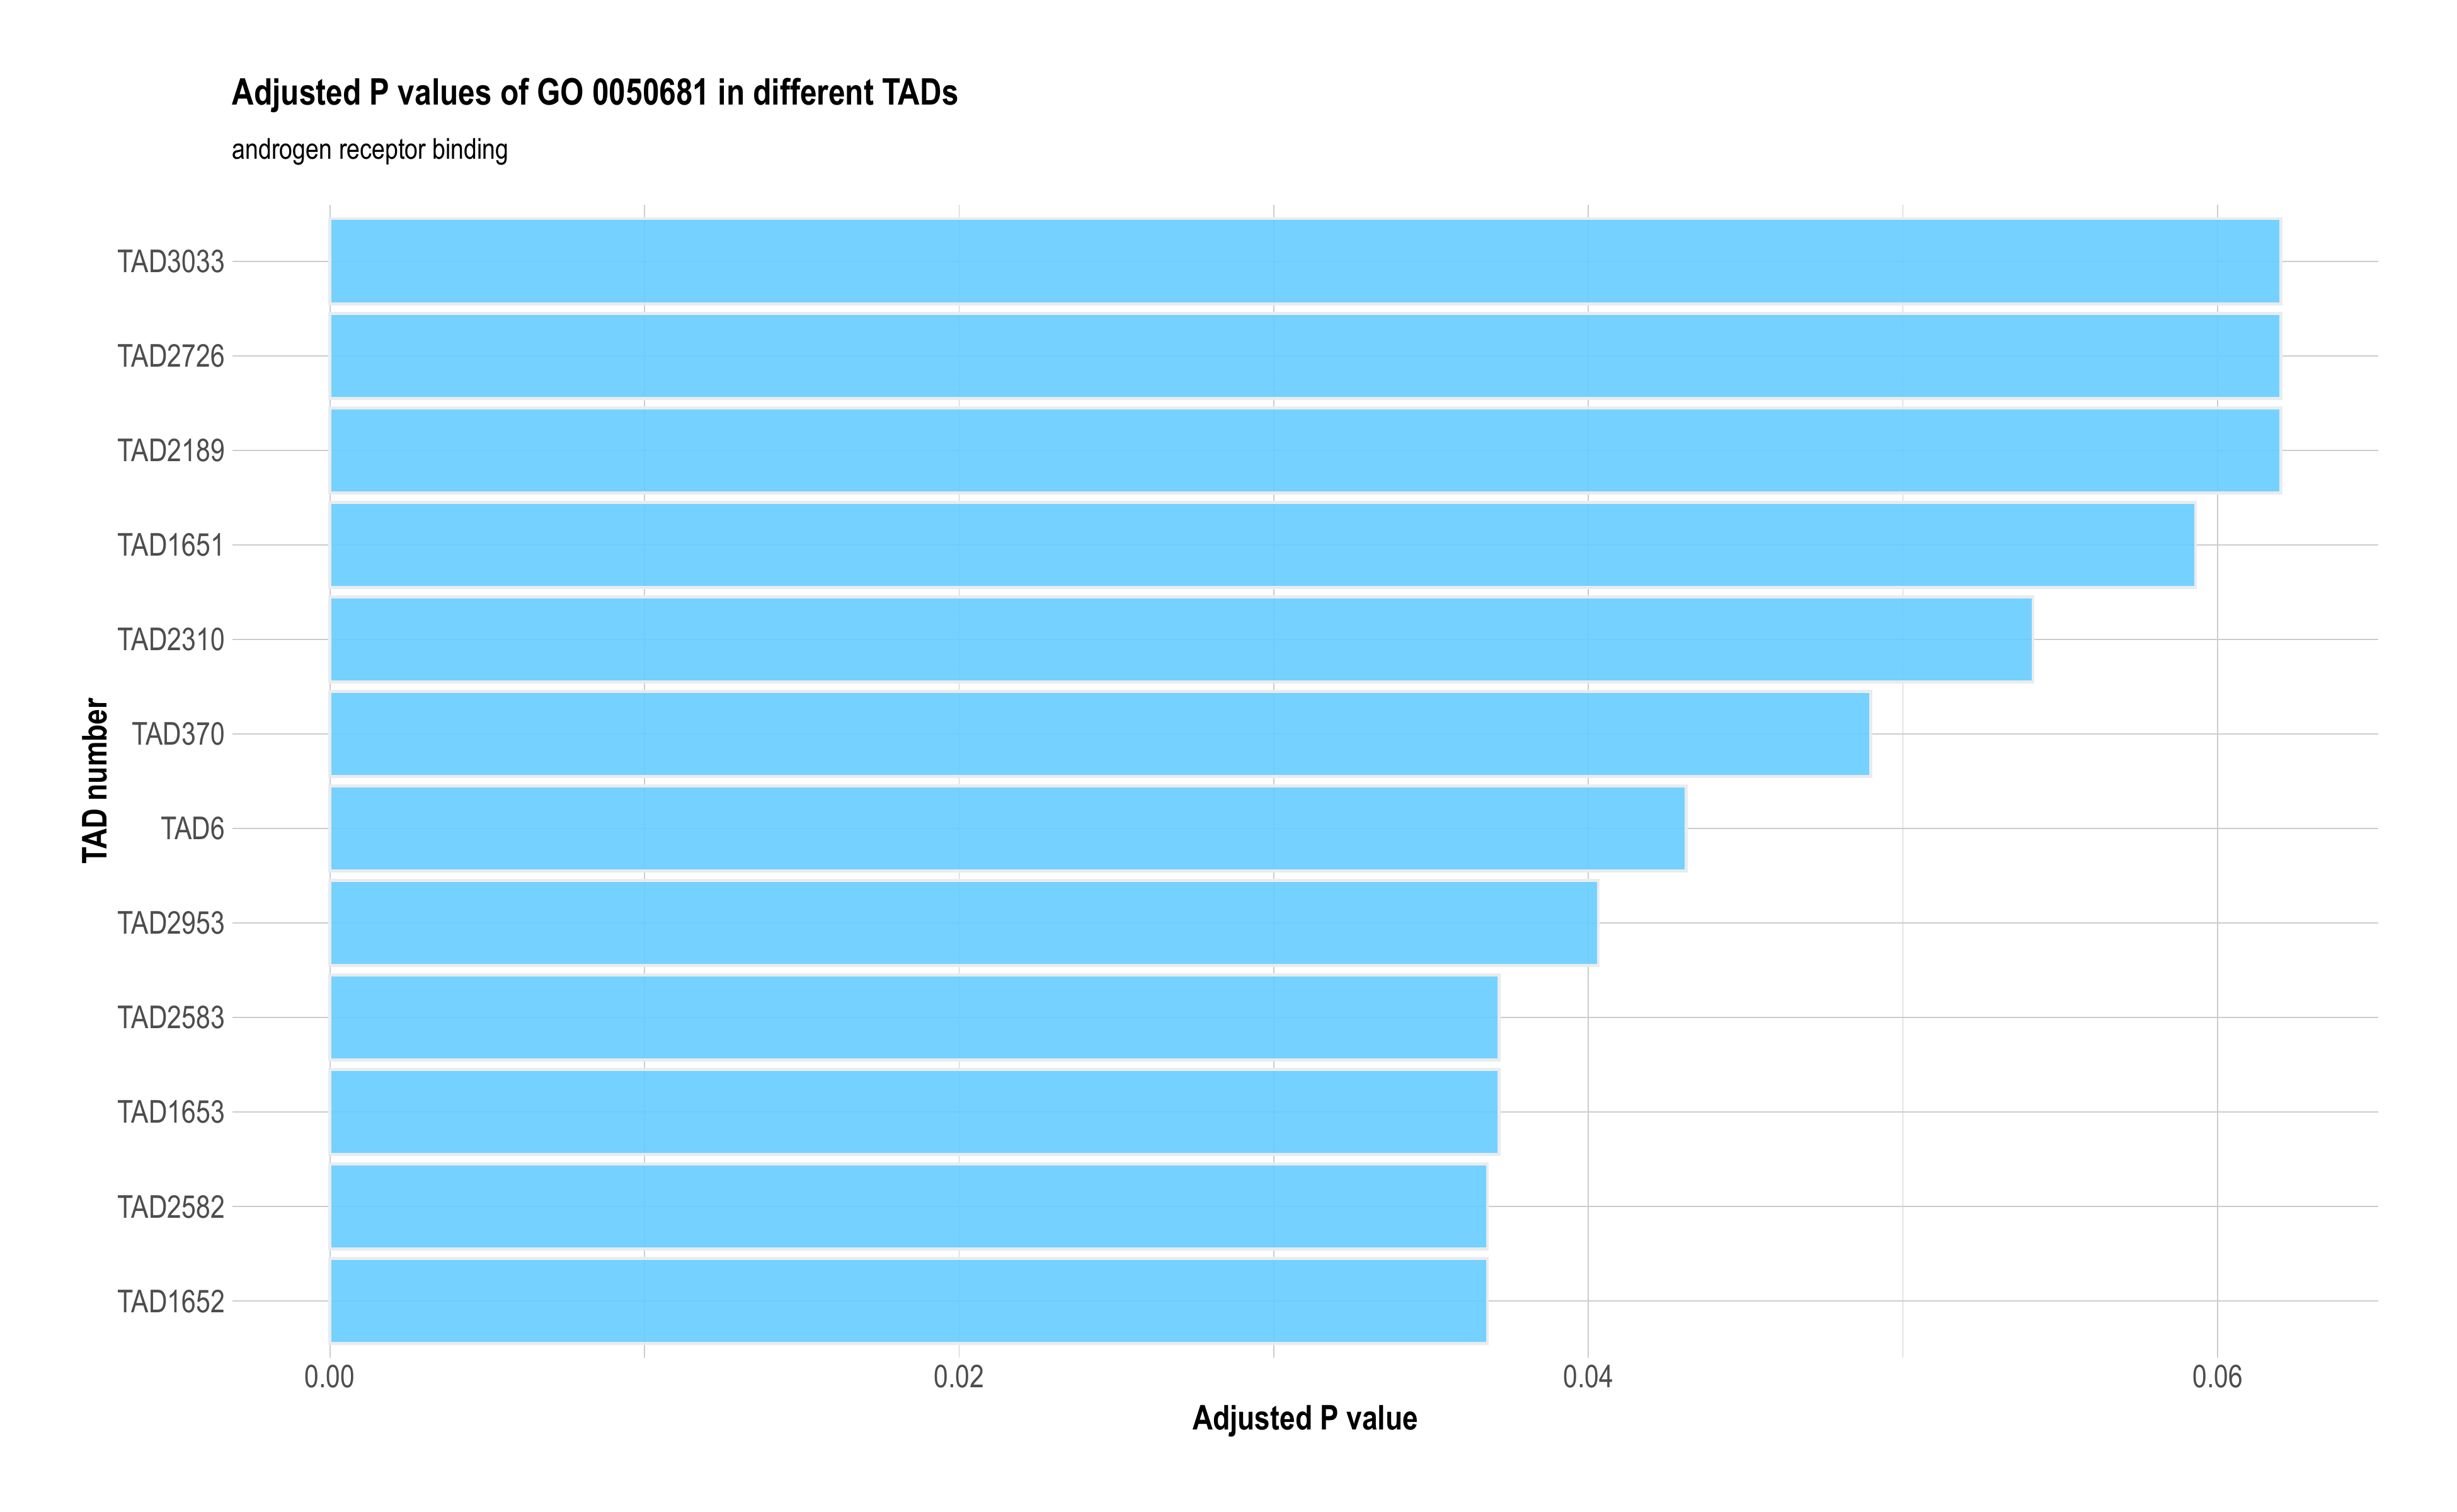 Adjusted P values of GO 0050681 in different TADs
androgen receptor binding
TAD3033
TAD2726
TAD2189
TAD1651
TAD2310
TAD370
TAD6
TAD2953
TAD2583
TAD1653
TAD2582
TAD1652
TAD number
0.00 0.02 0.04 0.06
Adjusted P value